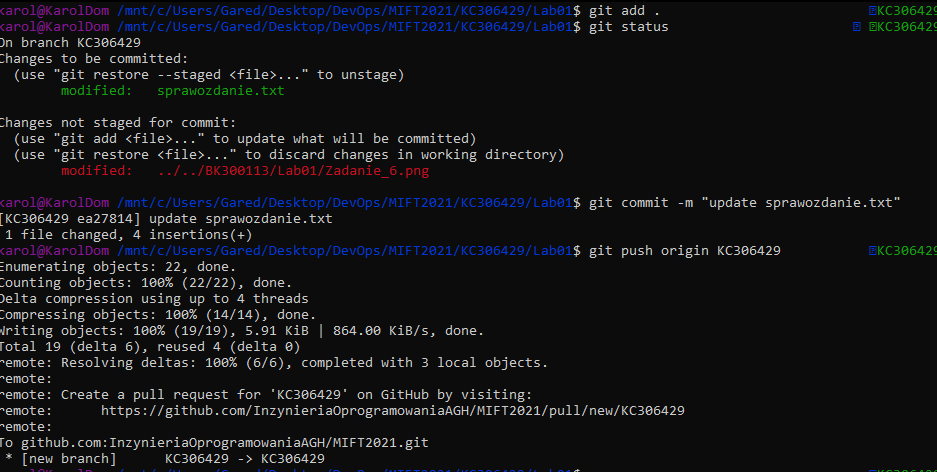 karol@KarolDom /mnt/c/Users/Gared/Desktop/DevOps/MIFT2021/KC306429/Lab01$ git add . KC306429
karol@KarolDom /mnt/c/Users/Gared/Desktop/DevOps/MIFT2021/KC306429/Lab01$ git status KC306429
On branch KC306429
Changes to be committed:
  (use "git restore --staged <file>..." to unstage)
        modified:   sprawozdanie.txt

Changes not staged for commit:
  (use "git add <file>..." to update what will be committed)
  (use "git restore <file>..." to discard changes in working directory)
        modified:   ../../BK300113/Lab01/Zadanie_6.png

karol@KarolDom /mnt/c/Users/Gared/Desktop/DevOps/MIFT2021/KC306429/Lab01$ git commit -m "update sprawozdanie.txt"
[KC306429 ea27814] update sprawozdanie.txt
 1 file changed, 4 insertions(+)
karol@KarolDom /mnt/c/Users/Gared/Desktop/DevOps/MIFT2021/KC306429/Lab01$ git push origin KC306429 KC306429
Enumerating objects: 22, done.
Counting objects: 100% (22/22), done.
Delta compression using up to 4 threads
Compressing objects: 100% (14/14), done.
Writing objects: 100% (19/19), 5.91 KiB | 864.00 KiB/s, done.
Total 19 (delta 6), reused 4 (delta 0)
remote: Resolving deltas: 100% (6/6), completed with 3 local objects.
remote:
remote: Create a pull request for 'KC306429' on GitHub by visiting:
remote:      https://github.com/InzynieriaOprogramowaniaAGH/MIFT2021/pull/new/KC306429
remote:
To github.com:InzynieriaOprogramowaniaAGH/MIFT2021.git
 * [new branch]      KC306429 -> KC306429